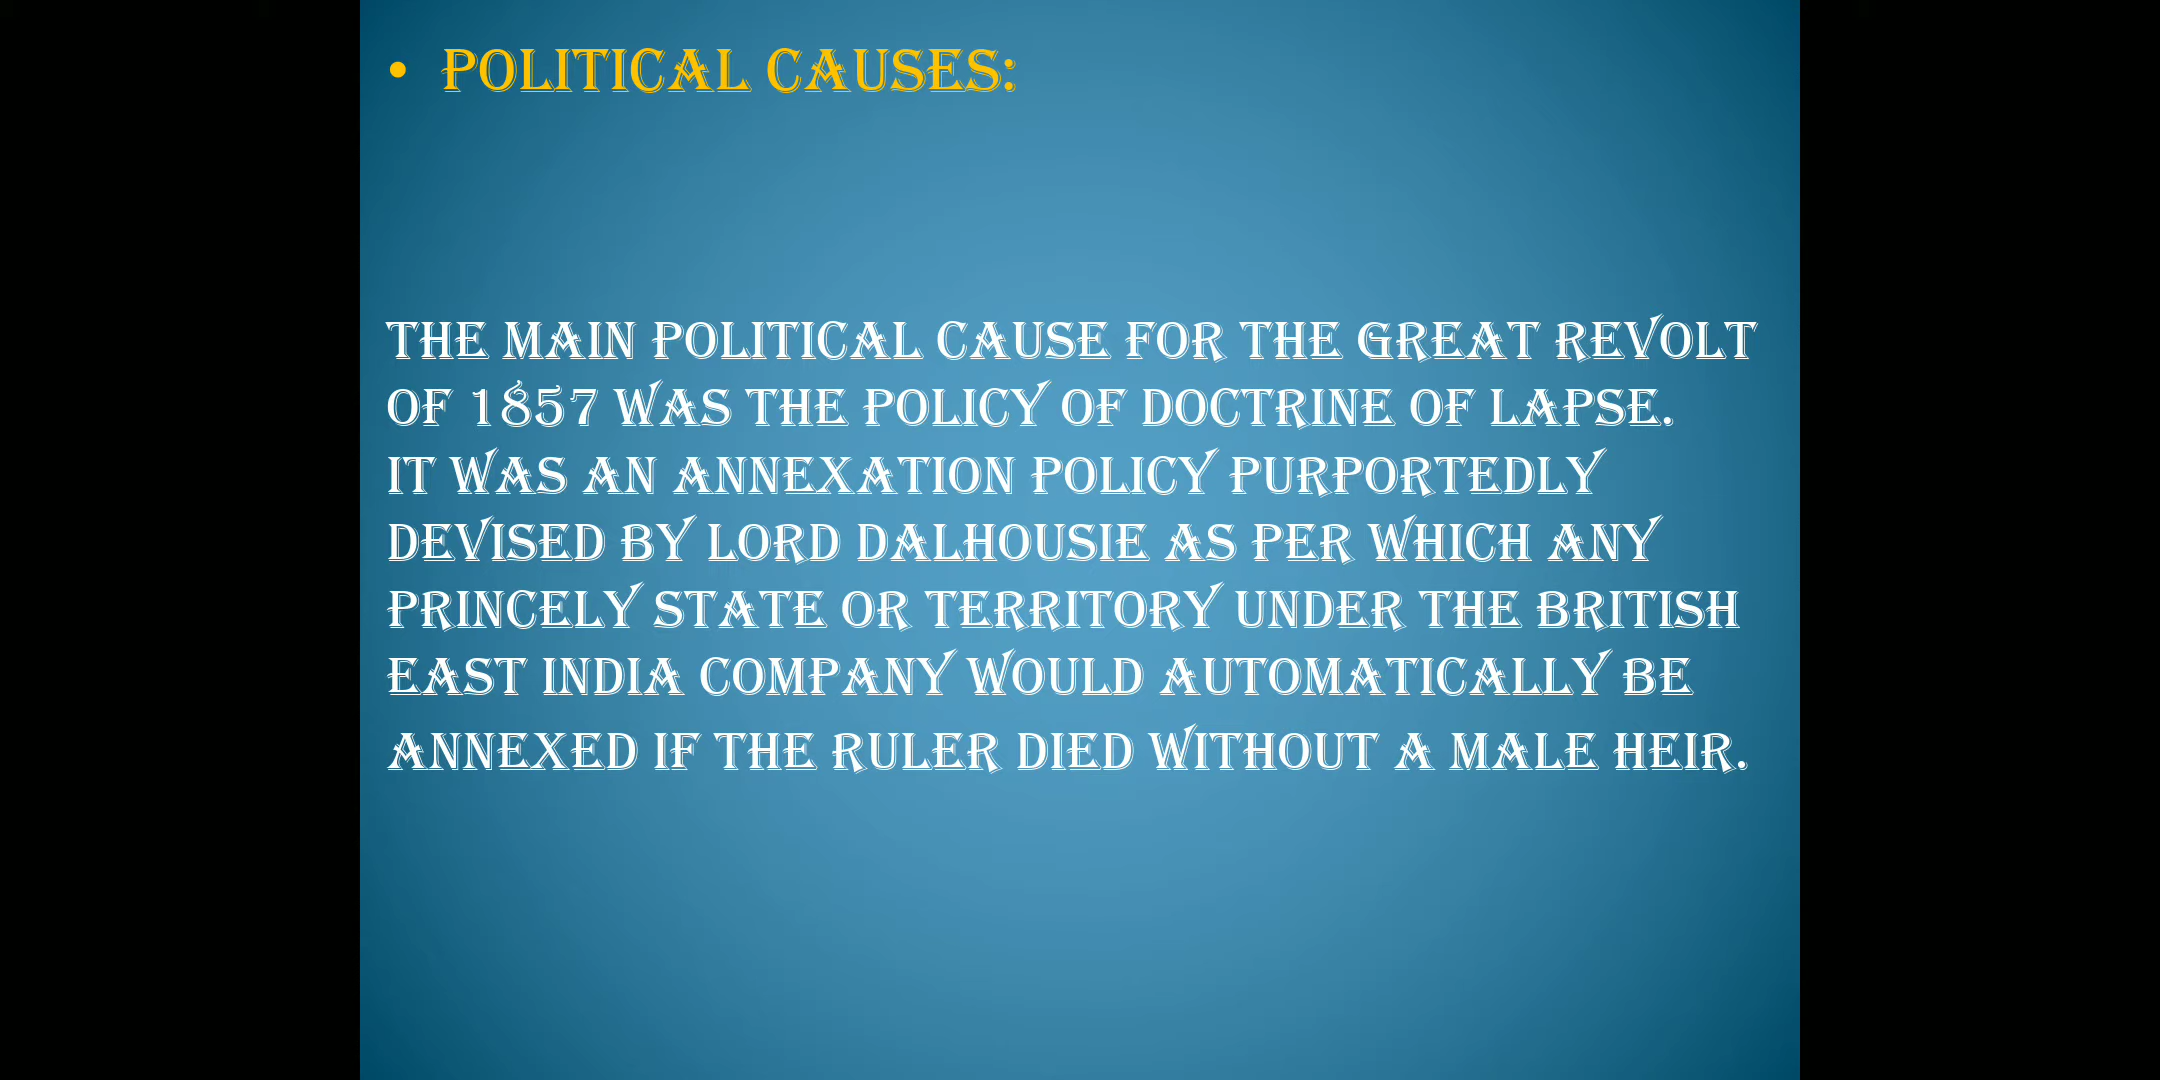 • POLITICAL CAUSES:
THE MAIN POLITICAL CAUSE FOR THE GREAT REVOLT
OF 1857 WAS THE POLICY OF DOCTRINE OF LAPSE.
IT WAS AN ANNEXATION POLICY PURPORTEDLY
DEVISED BY LORD DALHOUSIE AS PER WHICH ANY
PRINCELY STATE OR TERRITORY UNDER THE BRITISH
EAST INDIA COMPANY WOULD AUTOMATICALLY BE
ANNEXED IF THE RULER DIED WITHOUT A MALE HEIR.